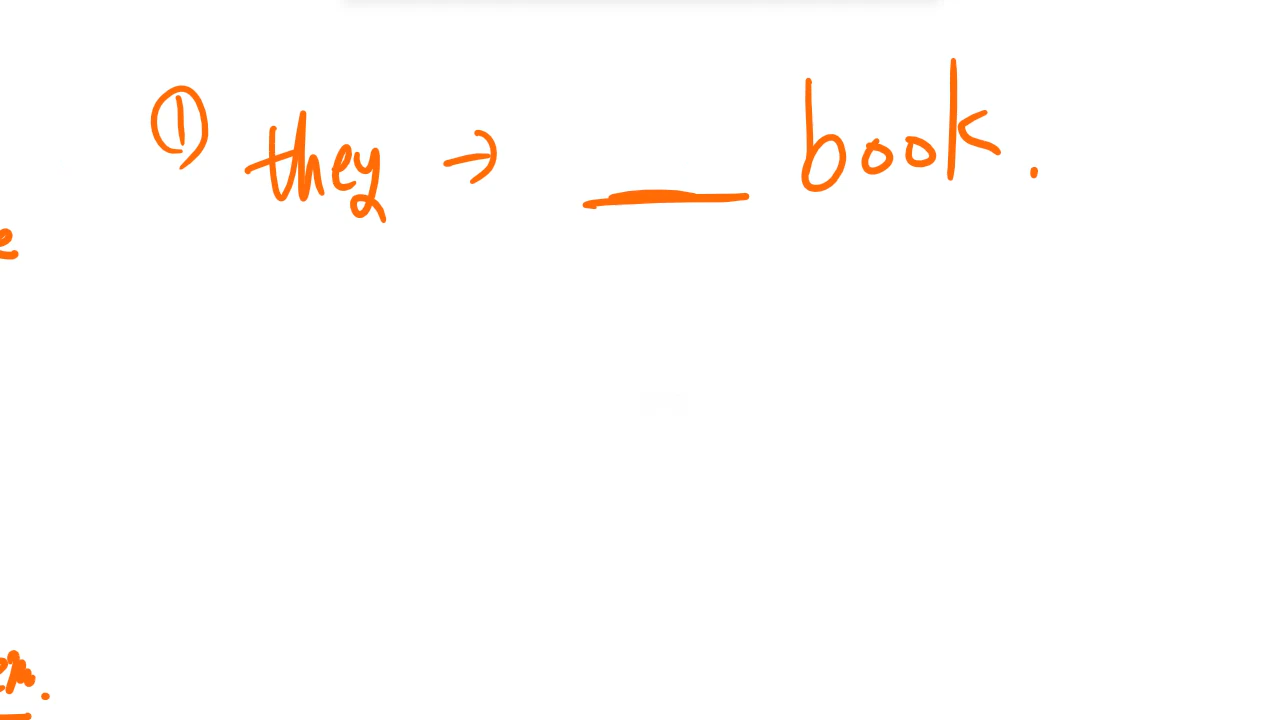 ① they → ___ book.